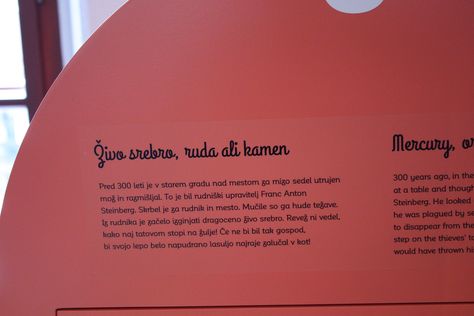 Živo srebro, ruda ali kamen
Pred 300 leti je v starem gradu nad mestom za mizo sedel utrujen
mož in razmišljal. To je bil rudniški upravitelj Franc Anton
Steinberg. Skrbel je za rudnik in mesto. Mučile so ga hude težave.
Iz rudnika je začelo izginjati dragoceno živo srebro. Revež ni vedel,
kako naj tatovom stopi na žulje! Če ne bi bil tak gospod,
bi svojo lepo belo napudrano lasuljo najraje zalučal v kot!
Mercury, or
300 years ago, in the
at a table and though
Steinberg. He looked
he was plagued by se
to disappear from the
step on the thieves' to
would have thrown hi